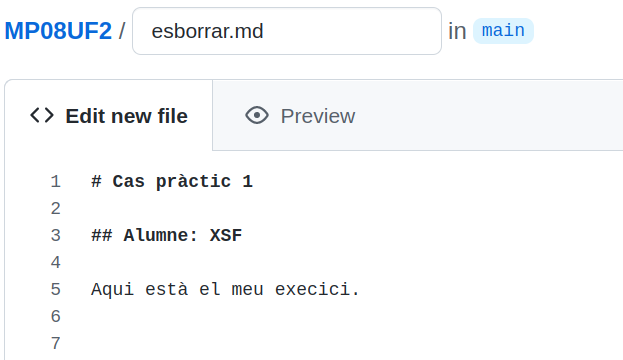 MP08UF2 / esborrar.md in main
Edit new file Preview
1 # Cas pràctic 1
2
3 ## Alumne: XSF
4
5 Aqui està el meu execici.
6
7